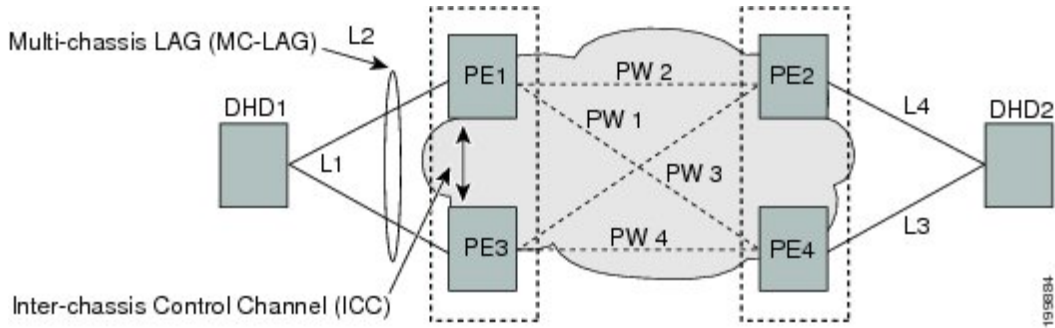 Multi-chassis LAG (MC-LAG)
L2
PE1
PW 2
PE2
DHD1
PW 1
L4
DHD2
L1
PW 3
PE3
PW 4
PE4
L3
Inter-chassis Control Channel (ICC)